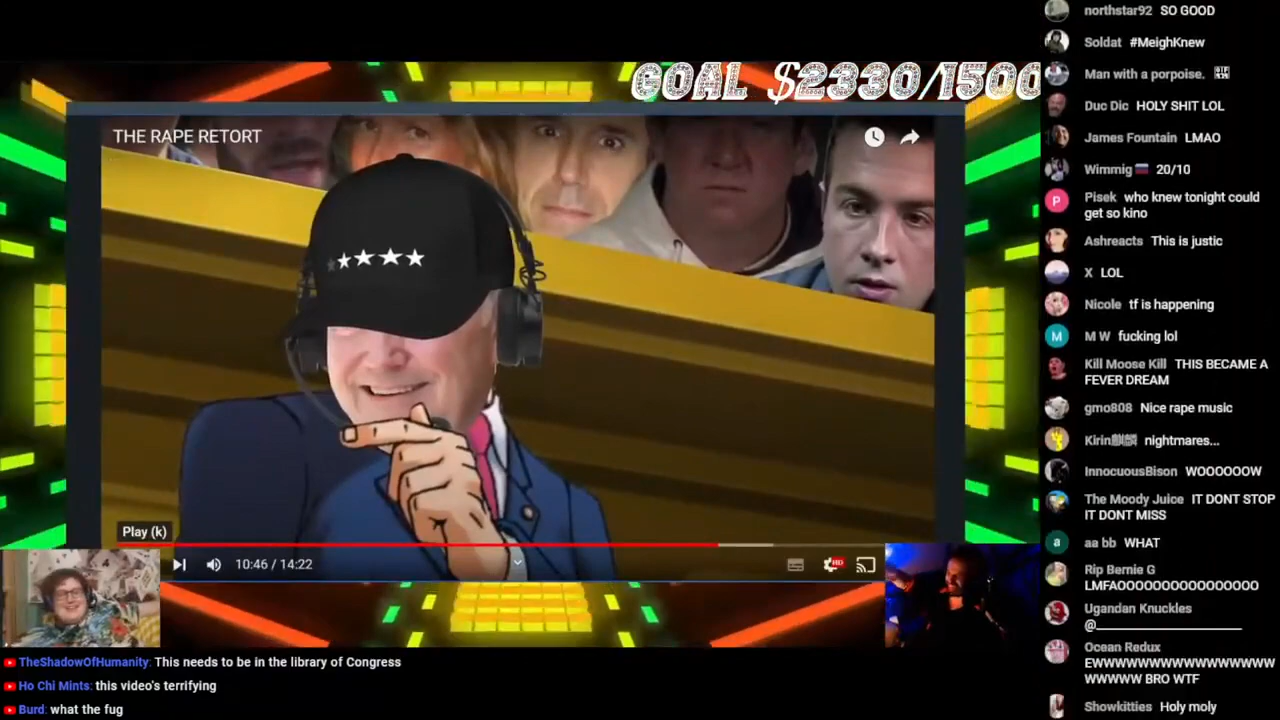 GOAL $2330/1500
THE RAPE RETORT
Play (k)
10:46 / 14:22
HD
TheShadowOfHumanity: This needs to be in the library of Congress
Ho Chi Mints: this video's terrifying
Burd: what the fug
northstar92 SO GOOD
Soldat #MeighKnew
Man with a porpoise.
Duc Dic HOLY SHIT LOL
James Fountain LMAO
Wimmig 20/10
P
Pisek who knew tonight could
get so kino
Ashreacts This is justic
X LOL
Nicole tf is happening
M
M W fucking lol
Kill Moose Kill THIS BECAME A
FEVER DREAM
gmo808 Nice rape music
Kirin nightmares...
InnocuousBison WOOOOOOW
The Moody Juice IT DONT STOP
IT DONT MISS
a
aa bb WHAT
Rip Bernie G
LMFAOOOOOOOOOOOOOOOO
Ugandan Knuckles
@______________________
Ocean Redux
EWWWWWWWWWWWWWWWW
WWWWW BRO WTF
Showkitties Holy moly